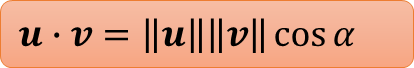 u · v = ‖u‖‖v‖ cos α